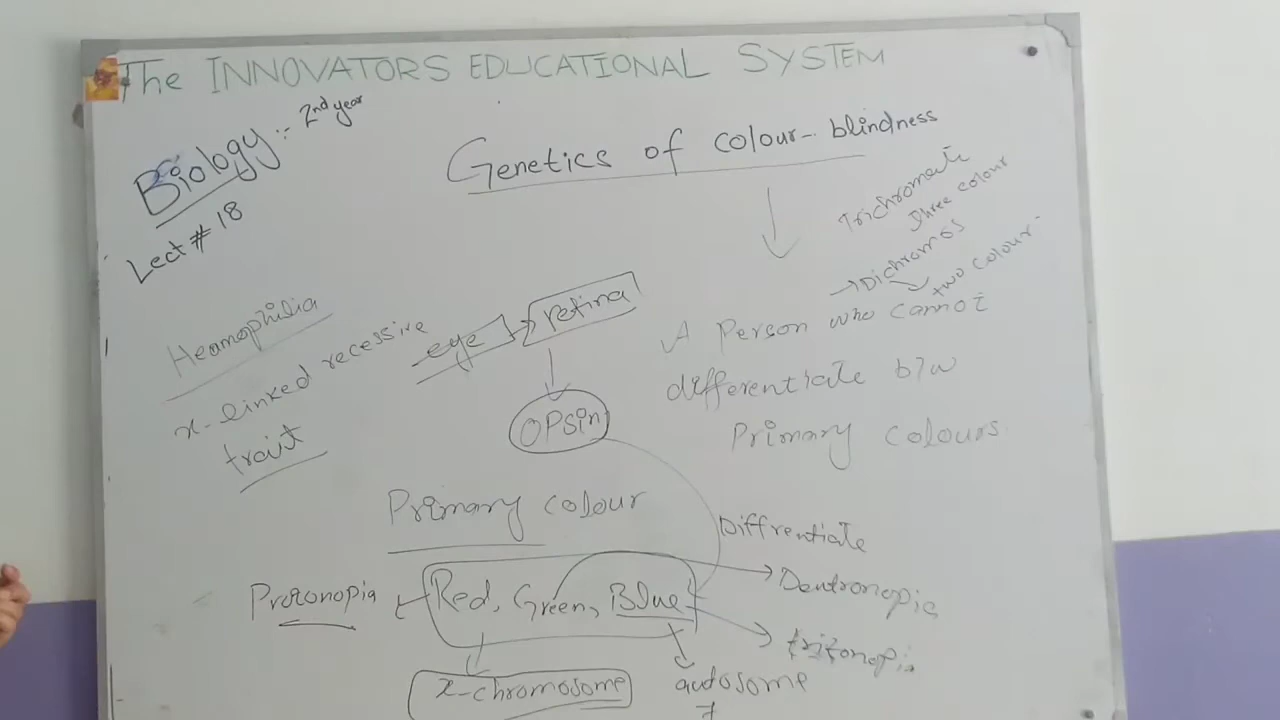 The INNOVATORS EDUCATIONAL SYSTEM
Biology :- 2nd year
Lect # 18
Genetics of colour- blindness
Trichromate
three colour
Dichromos
two colour
A Person who cannot
differentiate b/w
Primary colours
Heamophilia
x-linked recessive
trait
eye
retina
OPsin
Primary colour
Diffrentiate
Protonopia
Red, Green, Blue
Deutronopia
tritonopia
x-chromosome
autosome
7